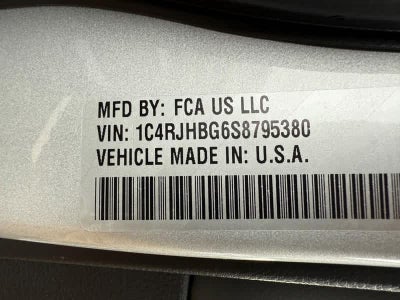 MFD BY: FCA US LLC
VIN: 1C4RJHBG6S8795380
VEHICLE MADE IN: U.S.A.